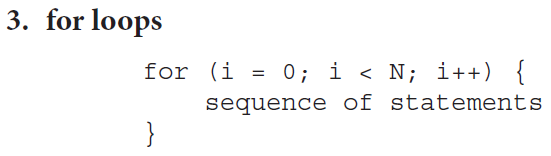 3. for loops
for (i = 0; i < N; i++) {
sequence of statements
}